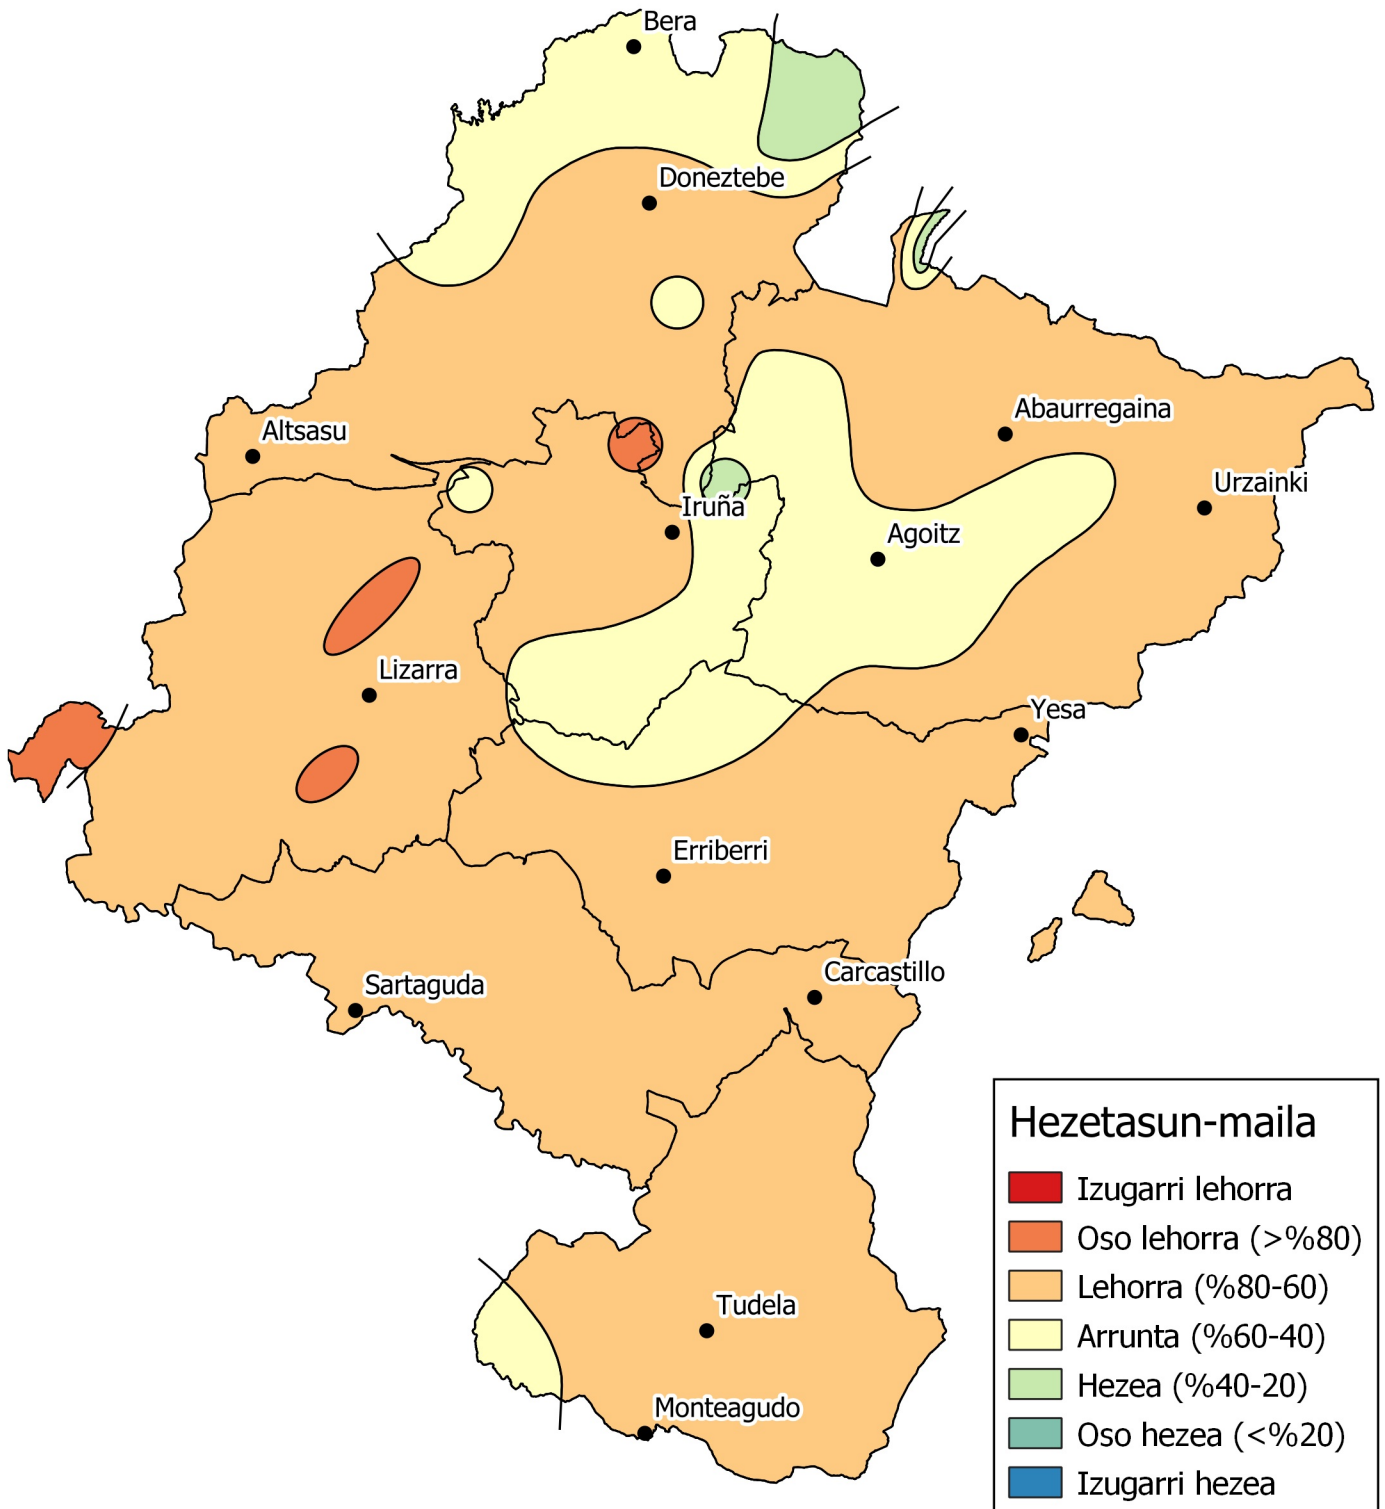 Bera
Doneztebe
Abaurregaina
Altsasu
Urzainki
Iruña
Agoitz
Lizarra
Yesa
Erriberri
Carcastillo
Sartaguda
Tudela
Monteagudo
Hezetasun-maila
Izugarri lehorra
Oso lehorra (>%80)
Lehorra (%80-60)
Arrunta (%60-40)
Hezea (%40-20)
Oso hezea (<%20)
Izugarri hezea